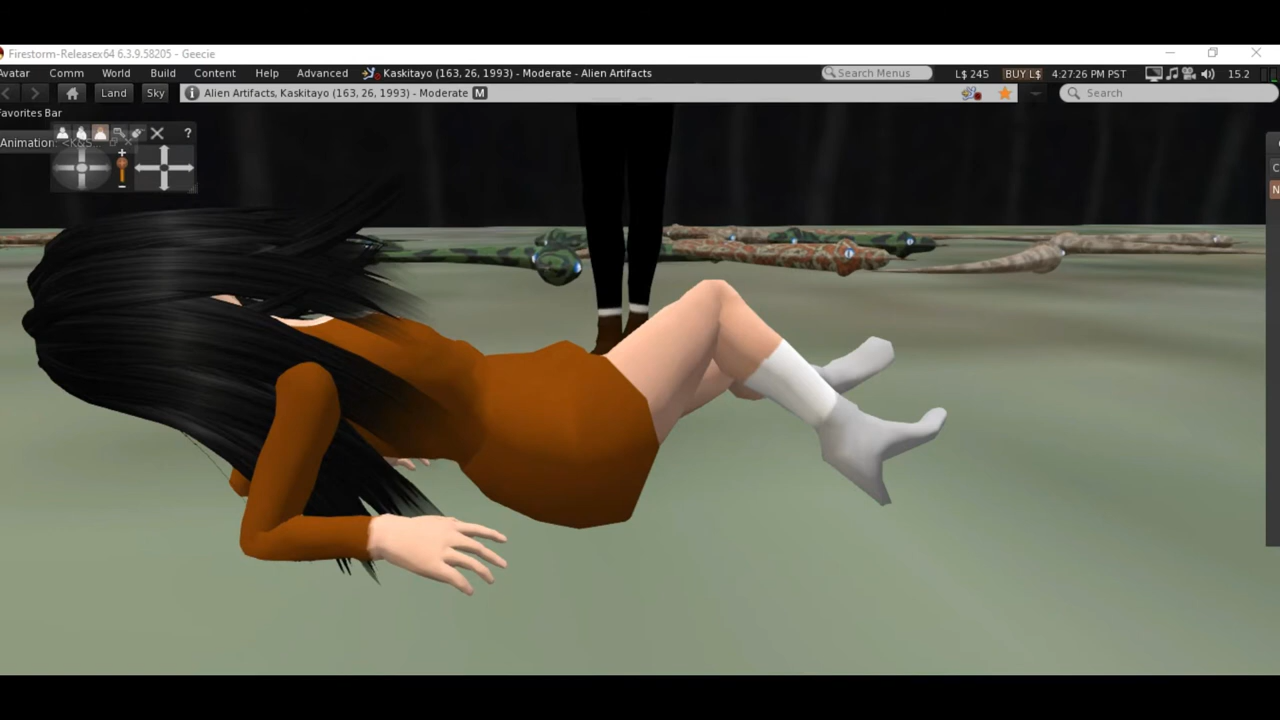 Firestorm-Releasex64 6.3.9.58205 - Geecie
Avatar Comm World Build Content Help Advanced Kaskitayo (163, 26, 1993) - Moderate - Alien Artifacts Search Menus L$ 245 BUY L$ 4:27:26 PM PST 15.2
Land Sky Alien Artifacts, Kaskitayo (163, 26, 1993) - Moderate M Search
Favorites Bar
?
Animation: <K&S..
C
N